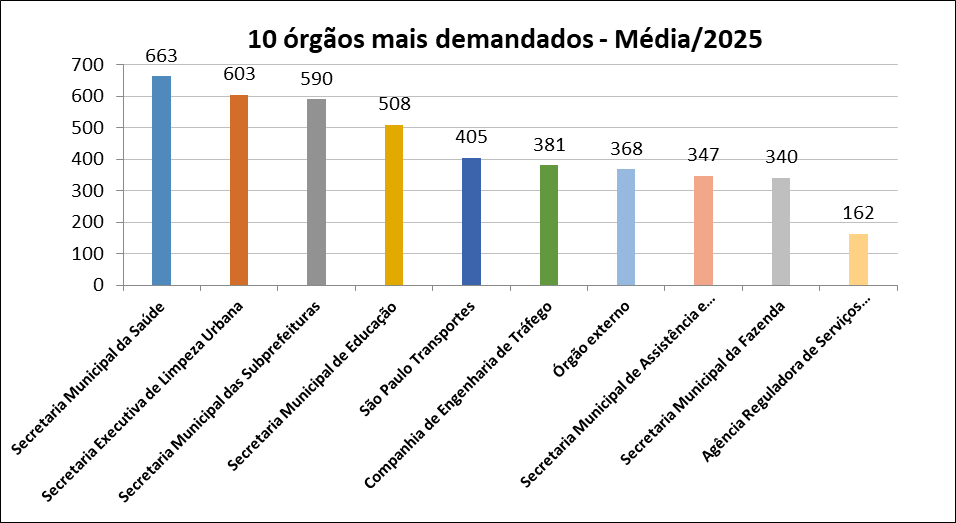 10 órgãos mais demandados - Média/2025
700
600
500
400
300
200
100
0
663
603
590
508
405
381
368
347
340
162
Secretaria Municipal da Saúde
Secretaria Executiva de Limpeza Urbana
Secretaria Municipal das Subprefeituras
Secretaria Municipal de Educação
São Paulo Transportes
Companhia de Engenharia de Tráfego
Órgão externo
Secretaria Municipal de Assistência e...
Secretaria Municipal da Fazenda
Agência Reguladora de Serviços...